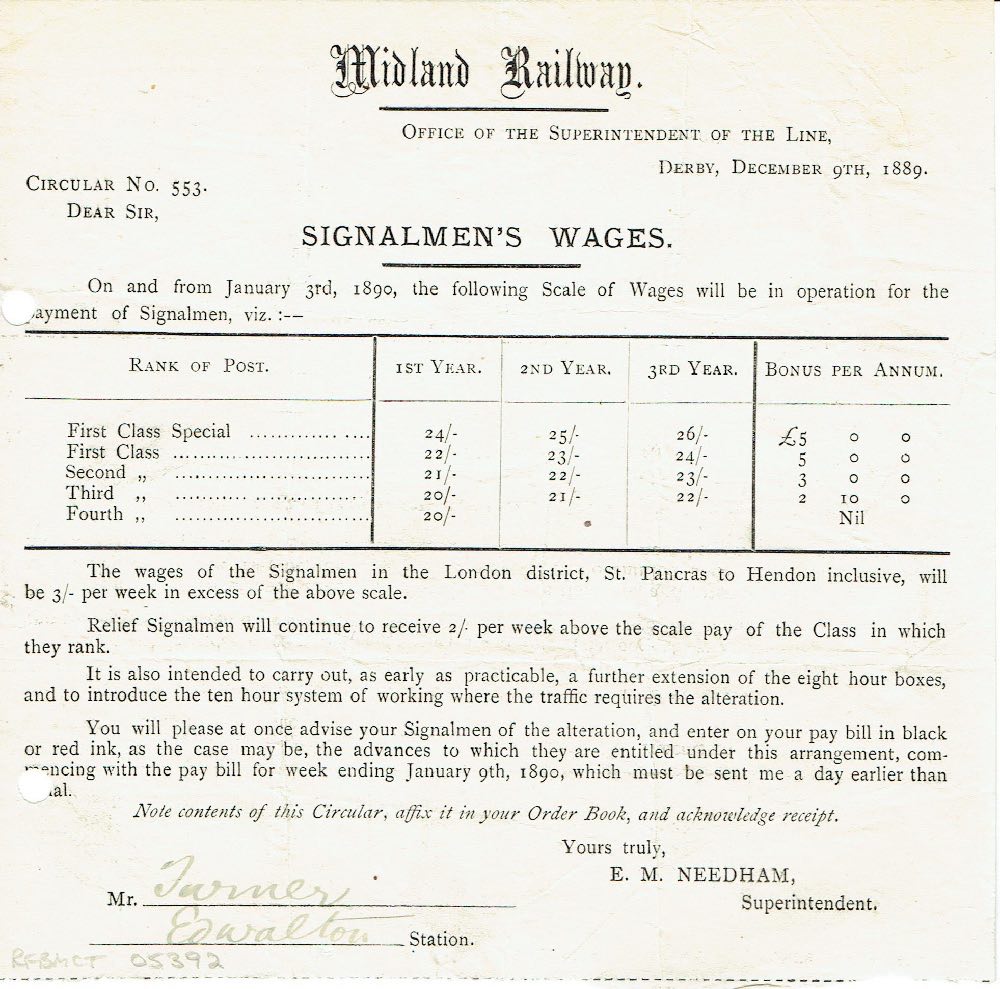 Midland Railway.
OFFICE OF THE SUPERINTENDENT OF THE LINE,
DERBY, DECEMBER 9TH, 1889.
CIRCULAR NO. 553.
DEAR SIR,
SIGNALMEN'S WAGES.
On and from January 3rd, 1890, the following Scale of Wages will be in operation for the
ayment of Signalmen, viz. :—
RANK OF POST. 1ST YEAR. 2ND YEAR. 3RD YEAR. BONUS PER ANNUM.
First Class Special ................. 24/- 25/- 26/- £5 0 0
First Class ................................. 22/- 23/- 24/- 5 0 0
Second „ ................................. 21/- 22/- 23/- 3 0 0
Third „ ................................. 20/- 21/- 22/- 2 10 0
Fourth „ ................................. 20/- Nil
The wages of the Signalmen in the London district, St. Pancras to Hendon inclusive, will
be 3/- per week in excess of the above scale.
Relief Signalmen will continue to receive 2/- per week above the scale pay of the Class in which
they rank.
It is also intended to carry out, as early as practicable, a further extension of the eight hour boxes,
and to introduce the ten hour system of working where the traffic requires the alteration.
You will please at once advise your Signalmen of the alteration, and enter on your pay bill in black
or red ink, as the case may be, the advances to which they are entitled under this arrangement, com-
mencing with the pay bill for week ending January 9th, 1890, which must be sent me a day earlier than
ual.
Note contents of this Circular, affix it in your Order Book, and acknowledge receipt.
Yours truly,
E. M. NEEDHAM,
Superintendent.
Mr. Turner
Edwalton Station.
RFBMCT 05392